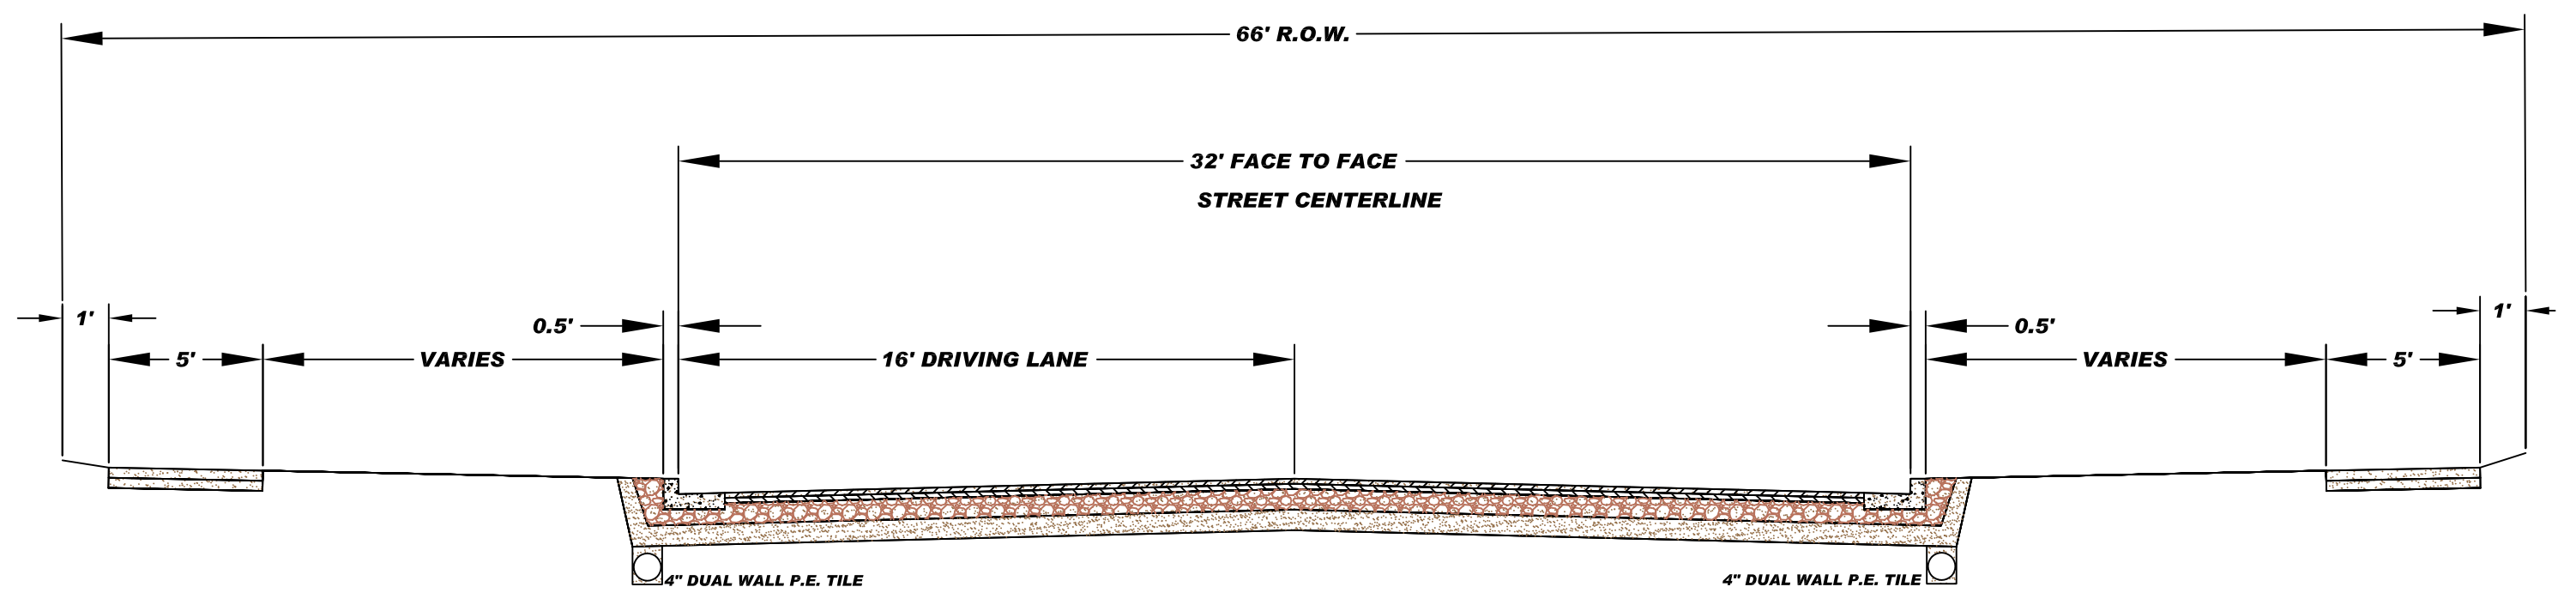 66' R.O.W.
32' FACE TO FACE
STREET CENTERLINE
1'
0.5'
0.5'
1'
5'
VARIES
16' DRIVING LANE
VARIES
5'
4" DUAL WALL P.E. TILE
4" DUAL WALL P.E. TILE